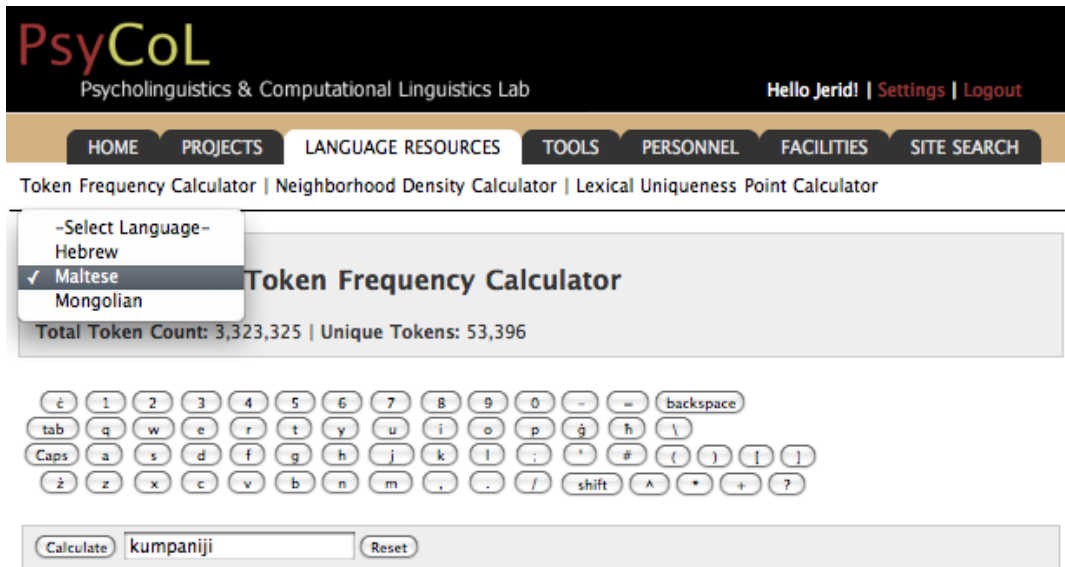 PsyCoL
Psycholinguistics & Computational Linguistics Lab
Hello Jerid! | Settings | Logout
HOME PROJECTS LANGUAGE RESOURCES TOOLS PERSONNEL FACILITIES SITE SEARCH
Token Frequency Calculator | Neighborhood Density Calculator | Lexical Uniqueness Point Calculator
-Select Language-
Hebrew
✓ Maltese
Mongolian
Token Frequency Calculator
Total Token Count: 3,323,325 | Unique Tokens: 53,396
ċ 1 2 3 4 5 6 7 8 9 0 - = backspace
tab q w e r t y u i o p ġ ħ \
Caps a s d f g h j k l ; ' # ( ) [ ]
ż z x c v b n m , . / shift ^ * + ?
Calculate kumpaniji Reset